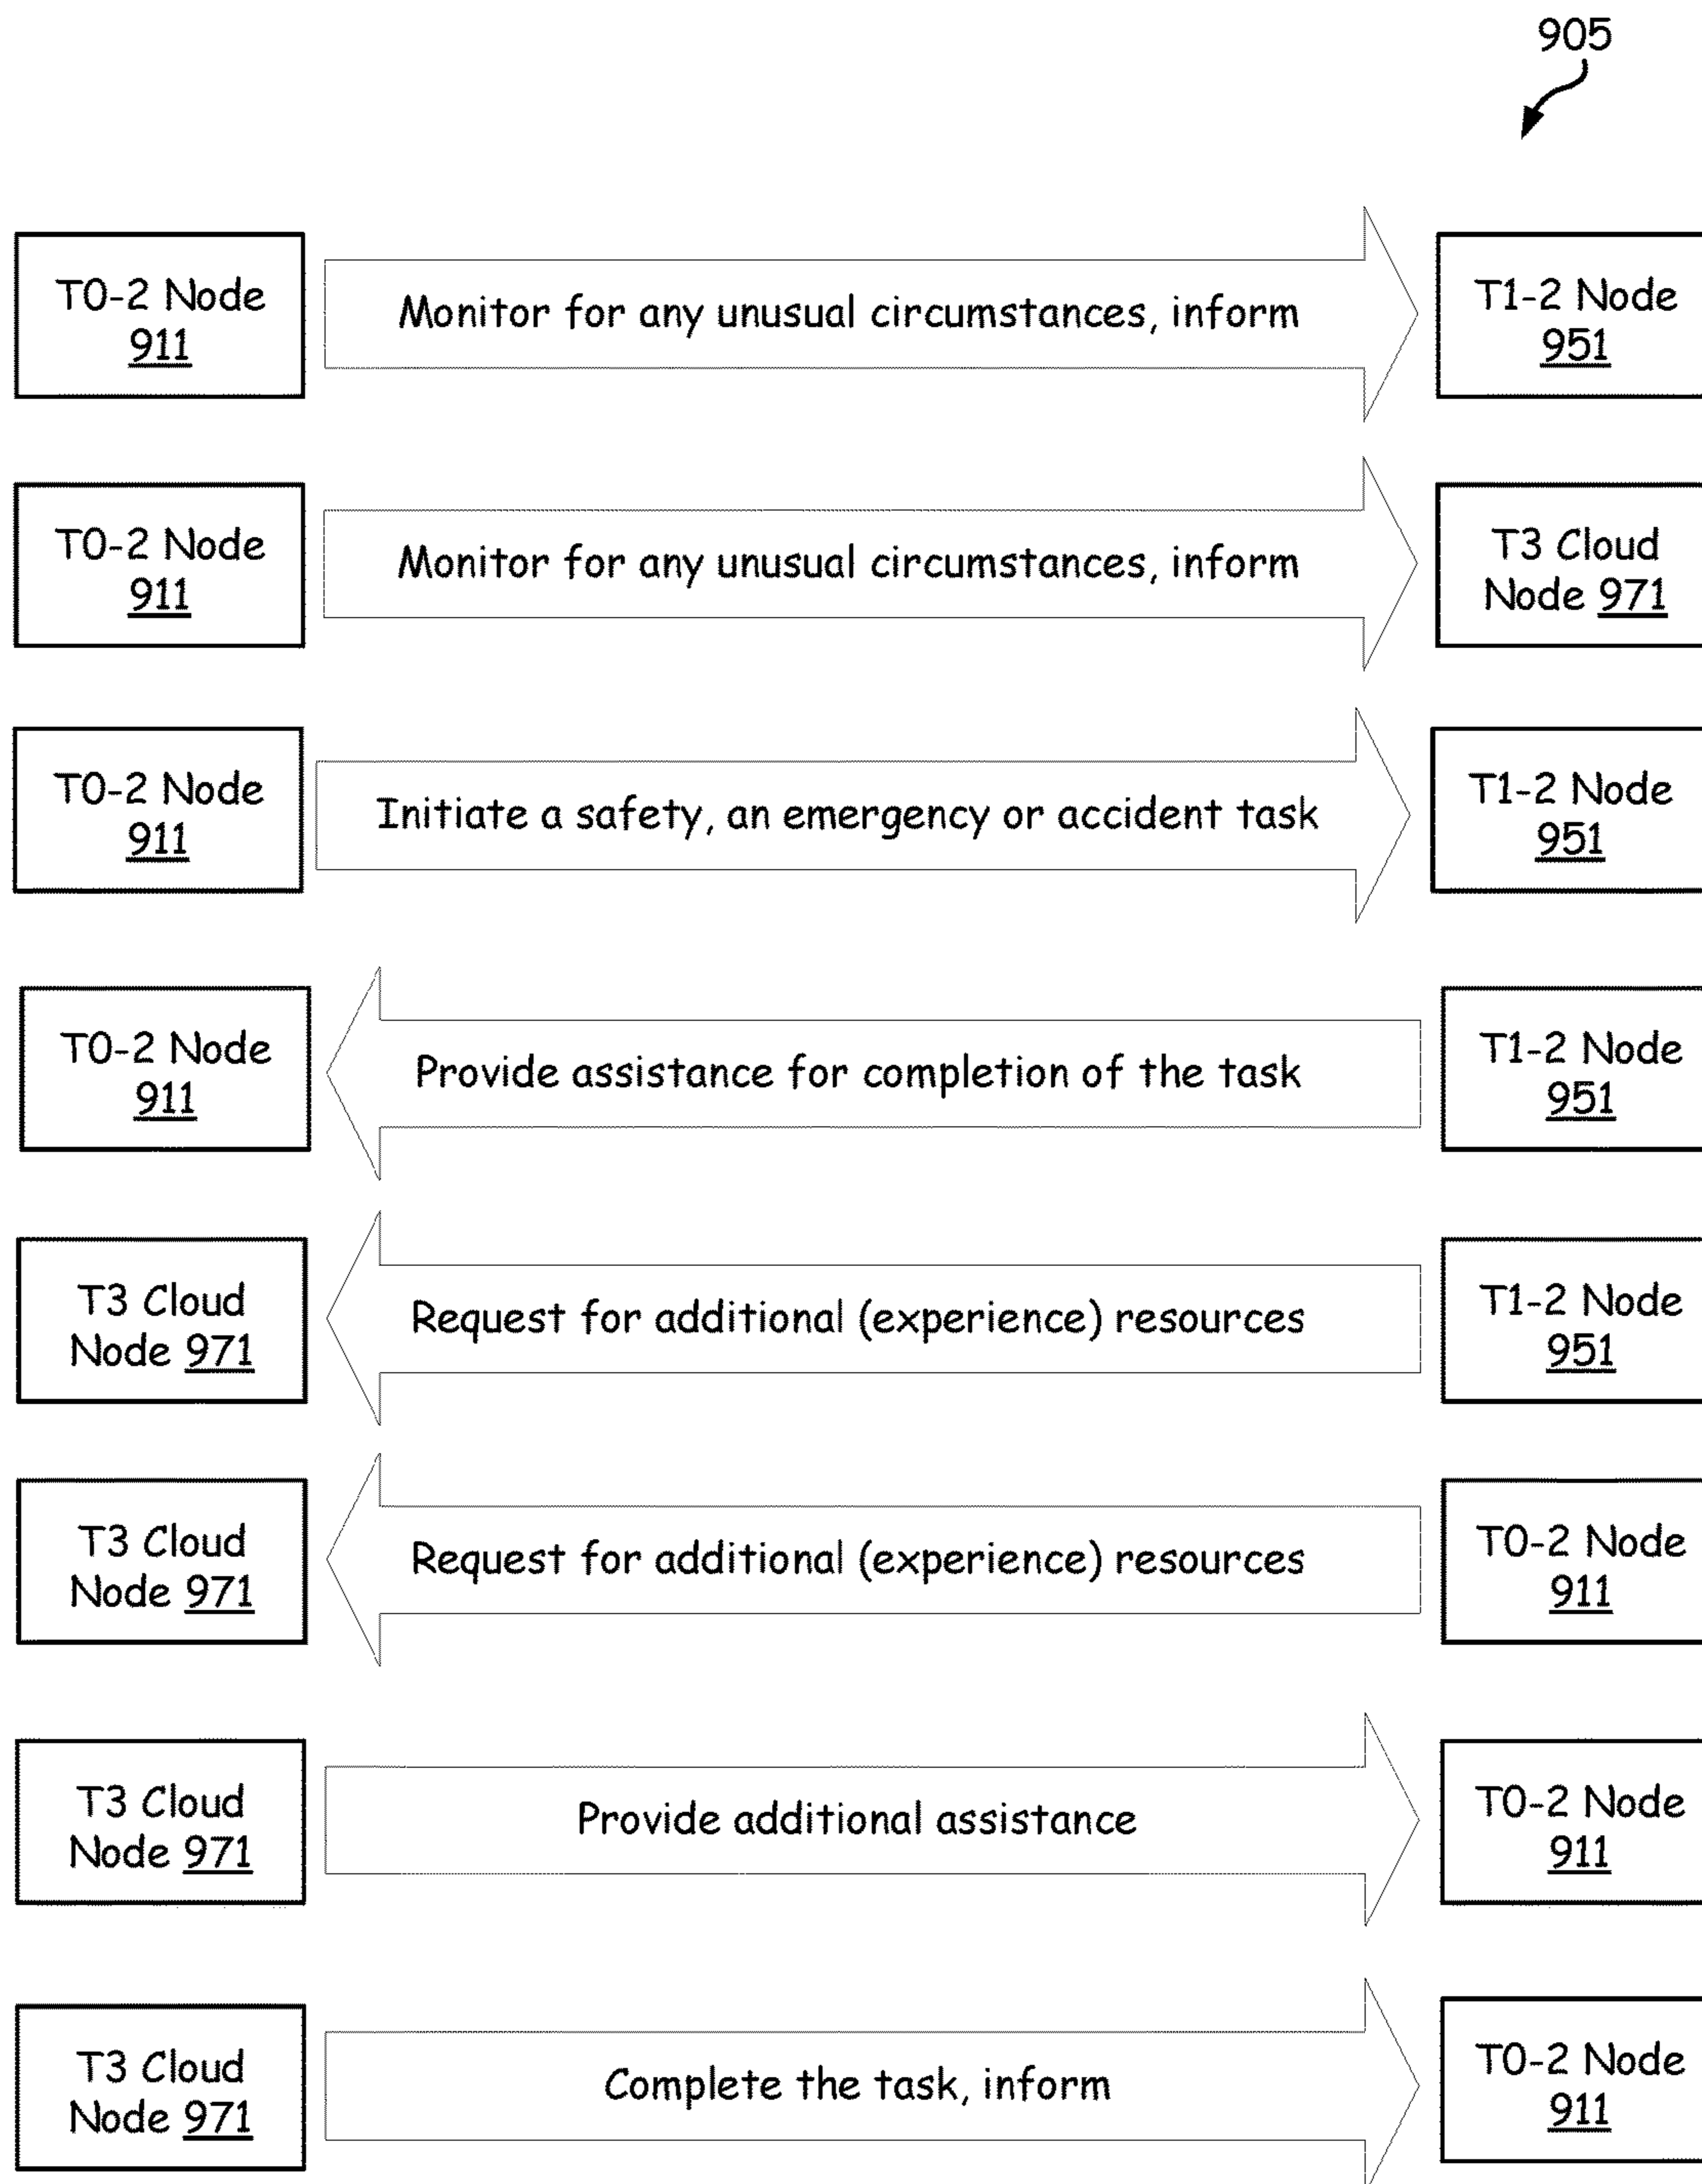 905
T0-2 Node
911
Monitor for any unusual circumstances, inform
T1-2 Node
951
T0-2 Node
911
Monitor for any unusual circumstances, inform
T3 Cloud
Node 971
T0-2 Node
911
Initiate a safety, an emergency or accident task
T1-2 Node
951
T0-2 Node
911
Provide assistance for completion of the task
T1-2 Node
951
T3 Cloud
Node 971
Request for additional (experience) resources
T1-2 Node
951
T3 Cloud
Node 971
Request for additional (experience) resources
T0-2 Node
911
T3 Cloud
Node 971
Provide additional assistance
T0-2 Node
911
T3 Cloud
Node 971
Complete the task, inform
T0-2 Node
911